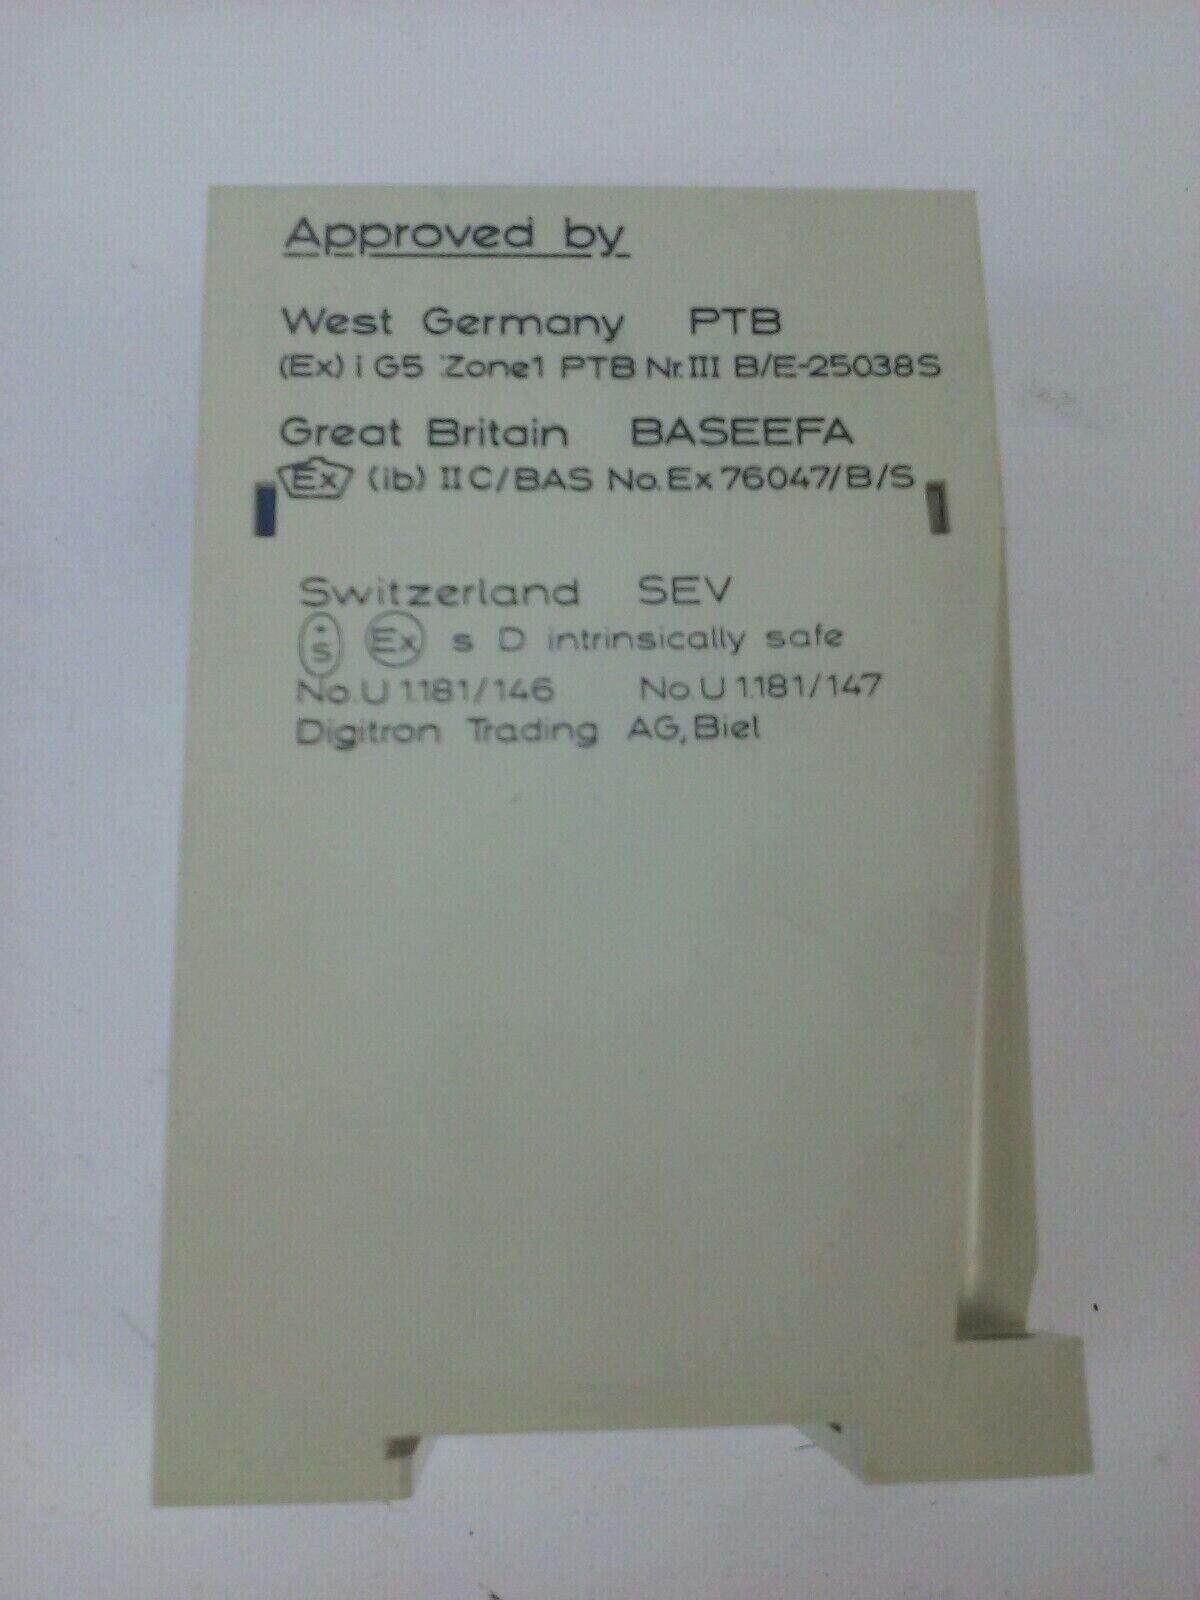 Approved by
West Germany PTB
(Ex) i G5 Zone1 PTB Nr.III B/E-25038S
Great Britain BASEEFA
Ex (ib) IIC/BAS No.Ex 76047/B/S
Switzerland SEV
+S Ex s D intrinsically safe
No.U 1.181/146 No.U 1.181/147
Digitron Trading AG, Biel